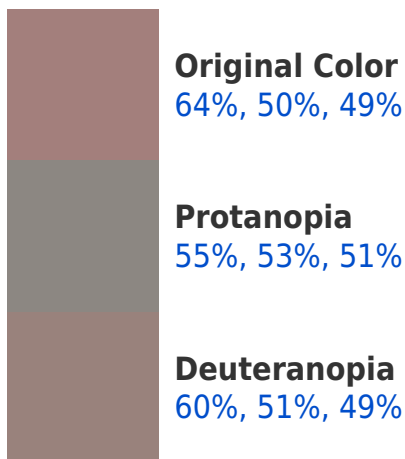 Original Color
64%, 50%, 49%
Protanopia
55%, 53%, 51%
Deuteranopia
60%, 51%, 49%